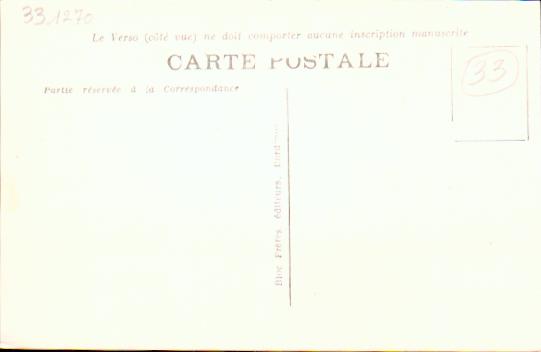 33.1270
Le Verso (côté vue) ne doit comporter aucune inscription manuscrite
CARTE POSTALE
33
Partie réservée à la Correspondance
Bloc Frères, éditeurs,